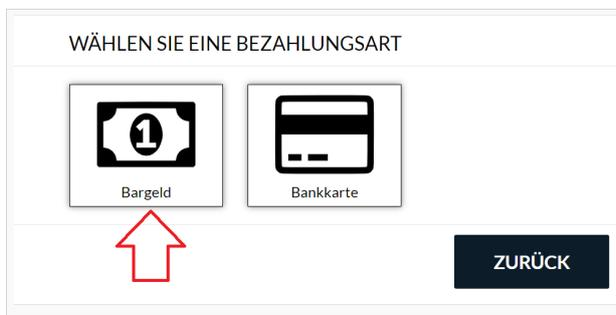 WÄHLEN SIE EINE BEZAHLUNGSART
1
Bargeld
Bankkarte
ZURÜCK